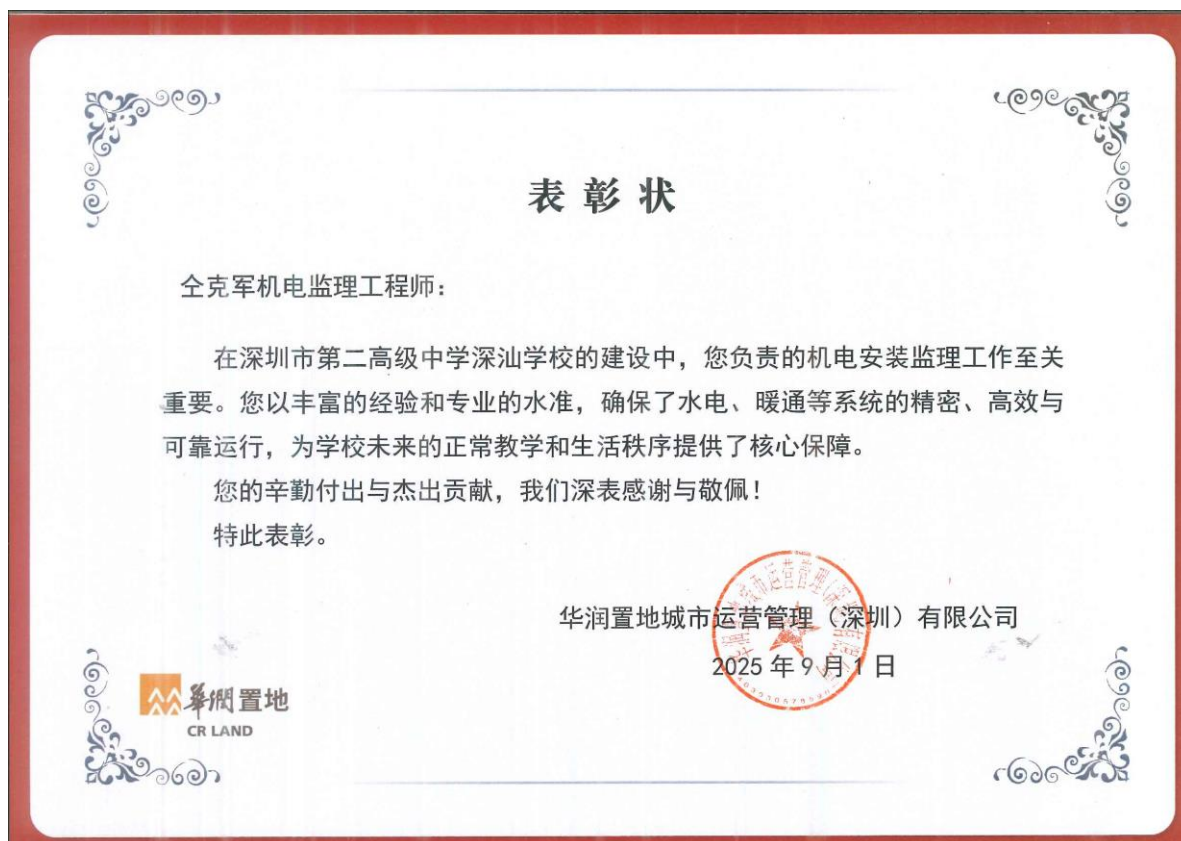 表彰状
仝克军机电监理工程师：
在深圳市第二高级中学深汕学校的建设中，您负责的机电安装监理工作至关
重要。您以丰富的经验和专业的水准，确保了水电、暖通等系统的精密、高效与
可靠运行，为学校未来的正常教学和生活秩序提供了核心保障。
您的辛勤付出与杰出贡献，我们深表感谢与敬佩！
特此表彰。
华润置地城市运营管理（深圳）有限公司
2025年9月1日
華潤置地
CR LAND